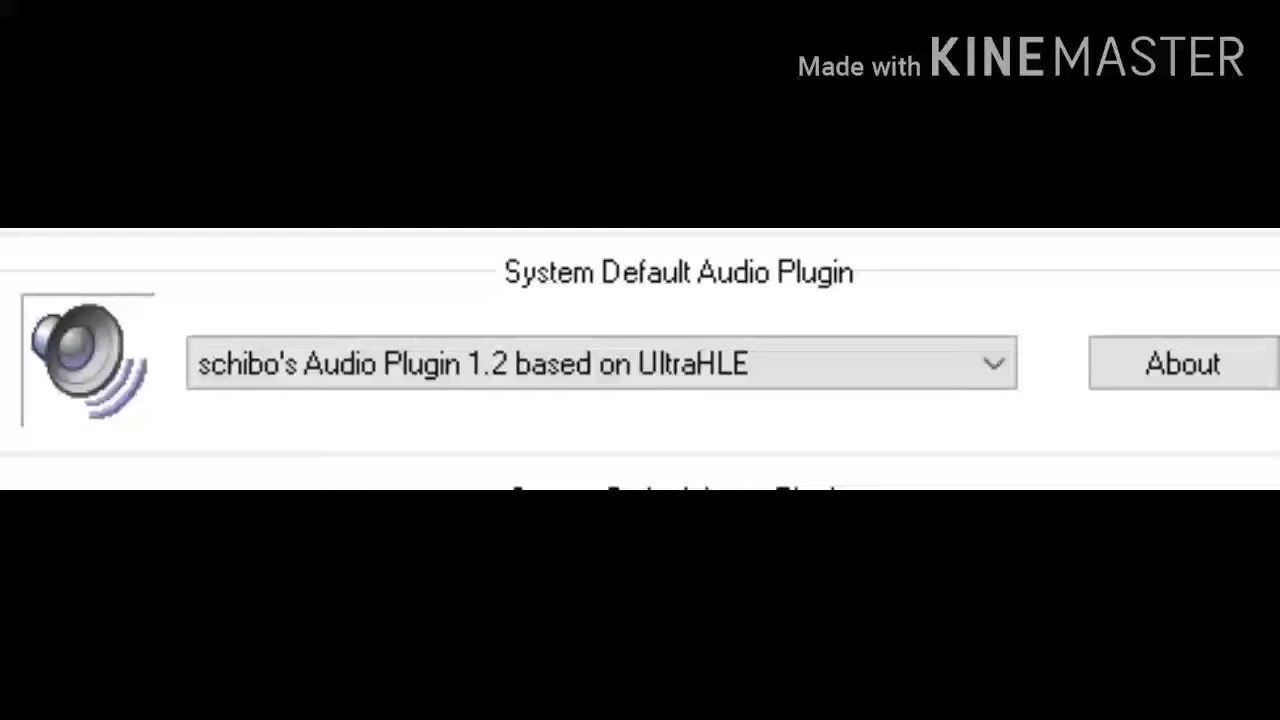 Made with KINEMASTER
System Default Audio Plugin
schibo's Audio Plugin 1.2 based on UltraHLE
About